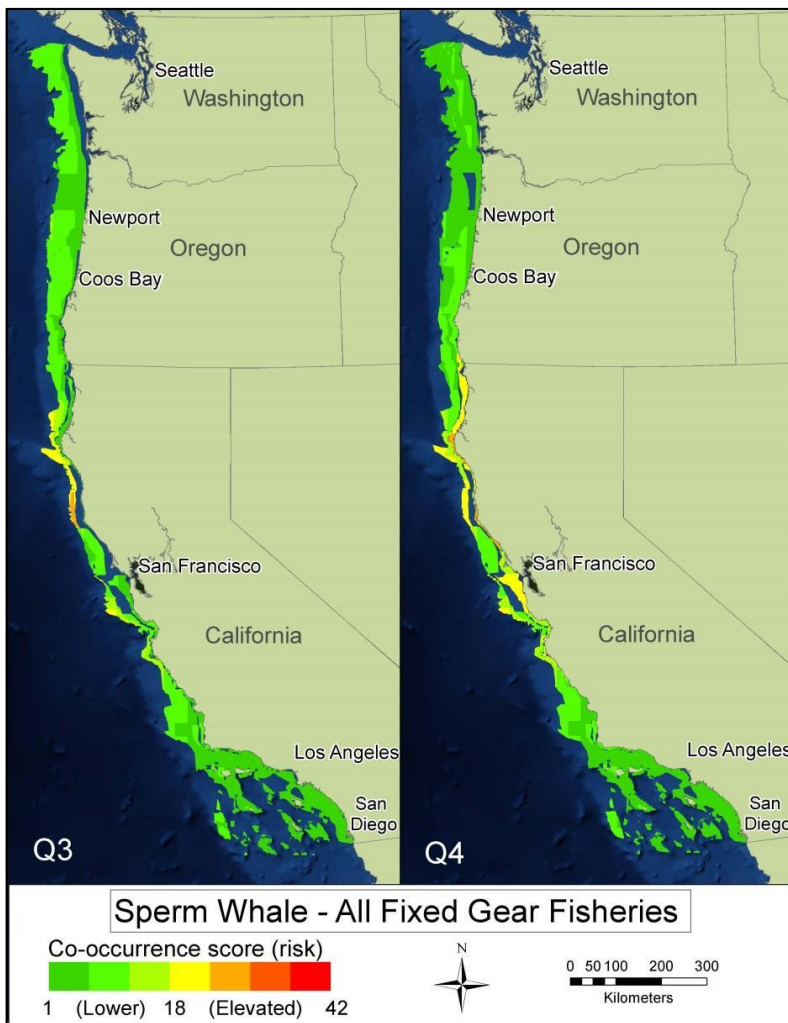 Seattle
Washington
Newport
Oregon
Coos Bay
San Francisco
California
Los Angeles
San
Diego
Q3
Seattle
Washington
Newport
Oregon
Coos Bay
San Francisco
California
Los Angeles
San
Diego
Q4
Sperm Whale - All Fixed Gear Fisheries
Co-occurrence score (risk)
1 (Lower) 18 (Elevated) 42
N
0 50 100 200 300
Kilometers